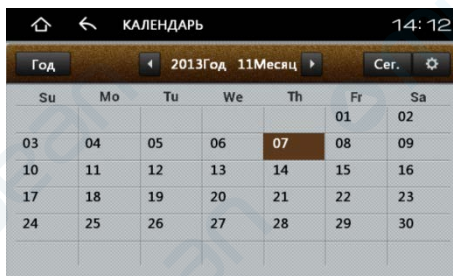 КАЛЕНДАРЬ 14:12
Год 2013Год 11Месяц Сег.
Su Mo Tu We Th Fr Sa
01 02
03 04 05 06 07 08 09
10 11 12 13 14 15 16
17 18 19 20 21 22 23
24 25 26 27 28 29 30